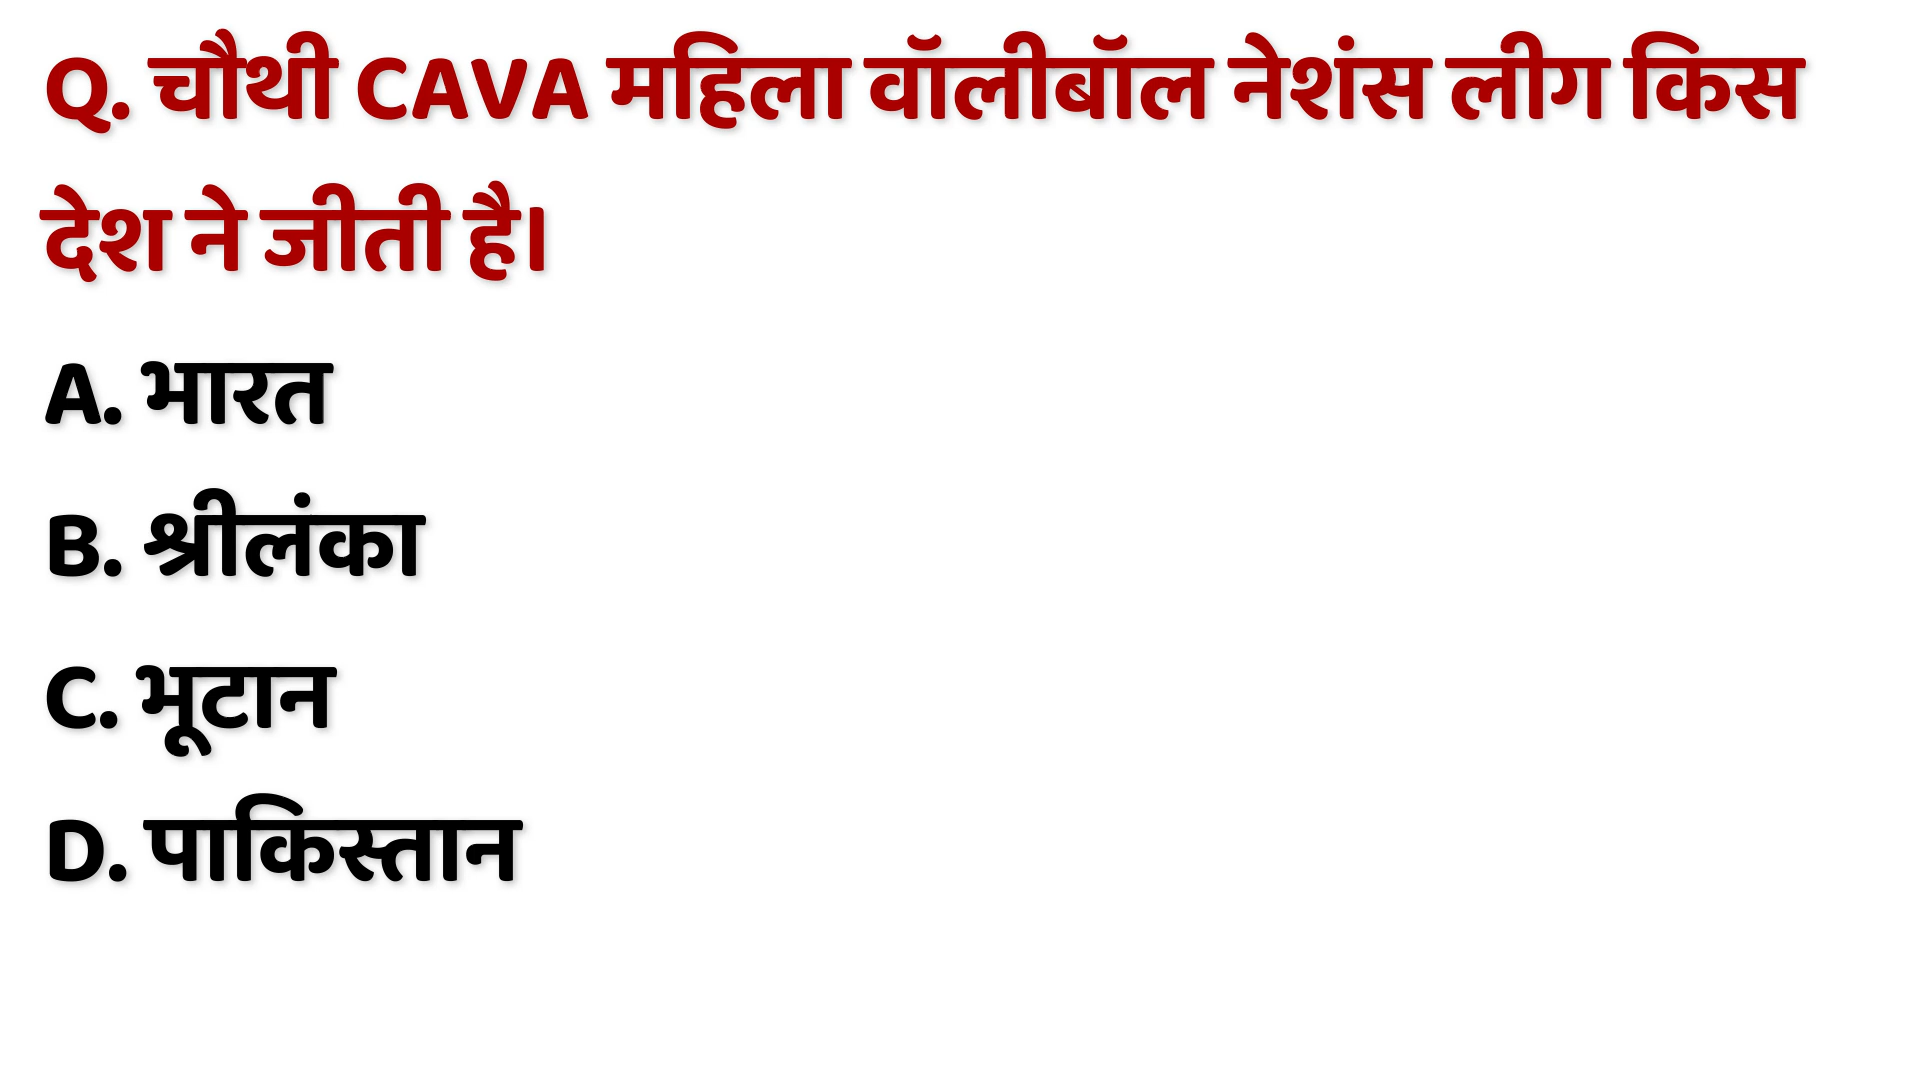 Q. चौथी CAVA महिला वॉलीबॉल नेशंस लीग किस
देश ने जीती है।
A. भारत
B. श्रीलंका
C. भूटान
D. पाकिस्तान